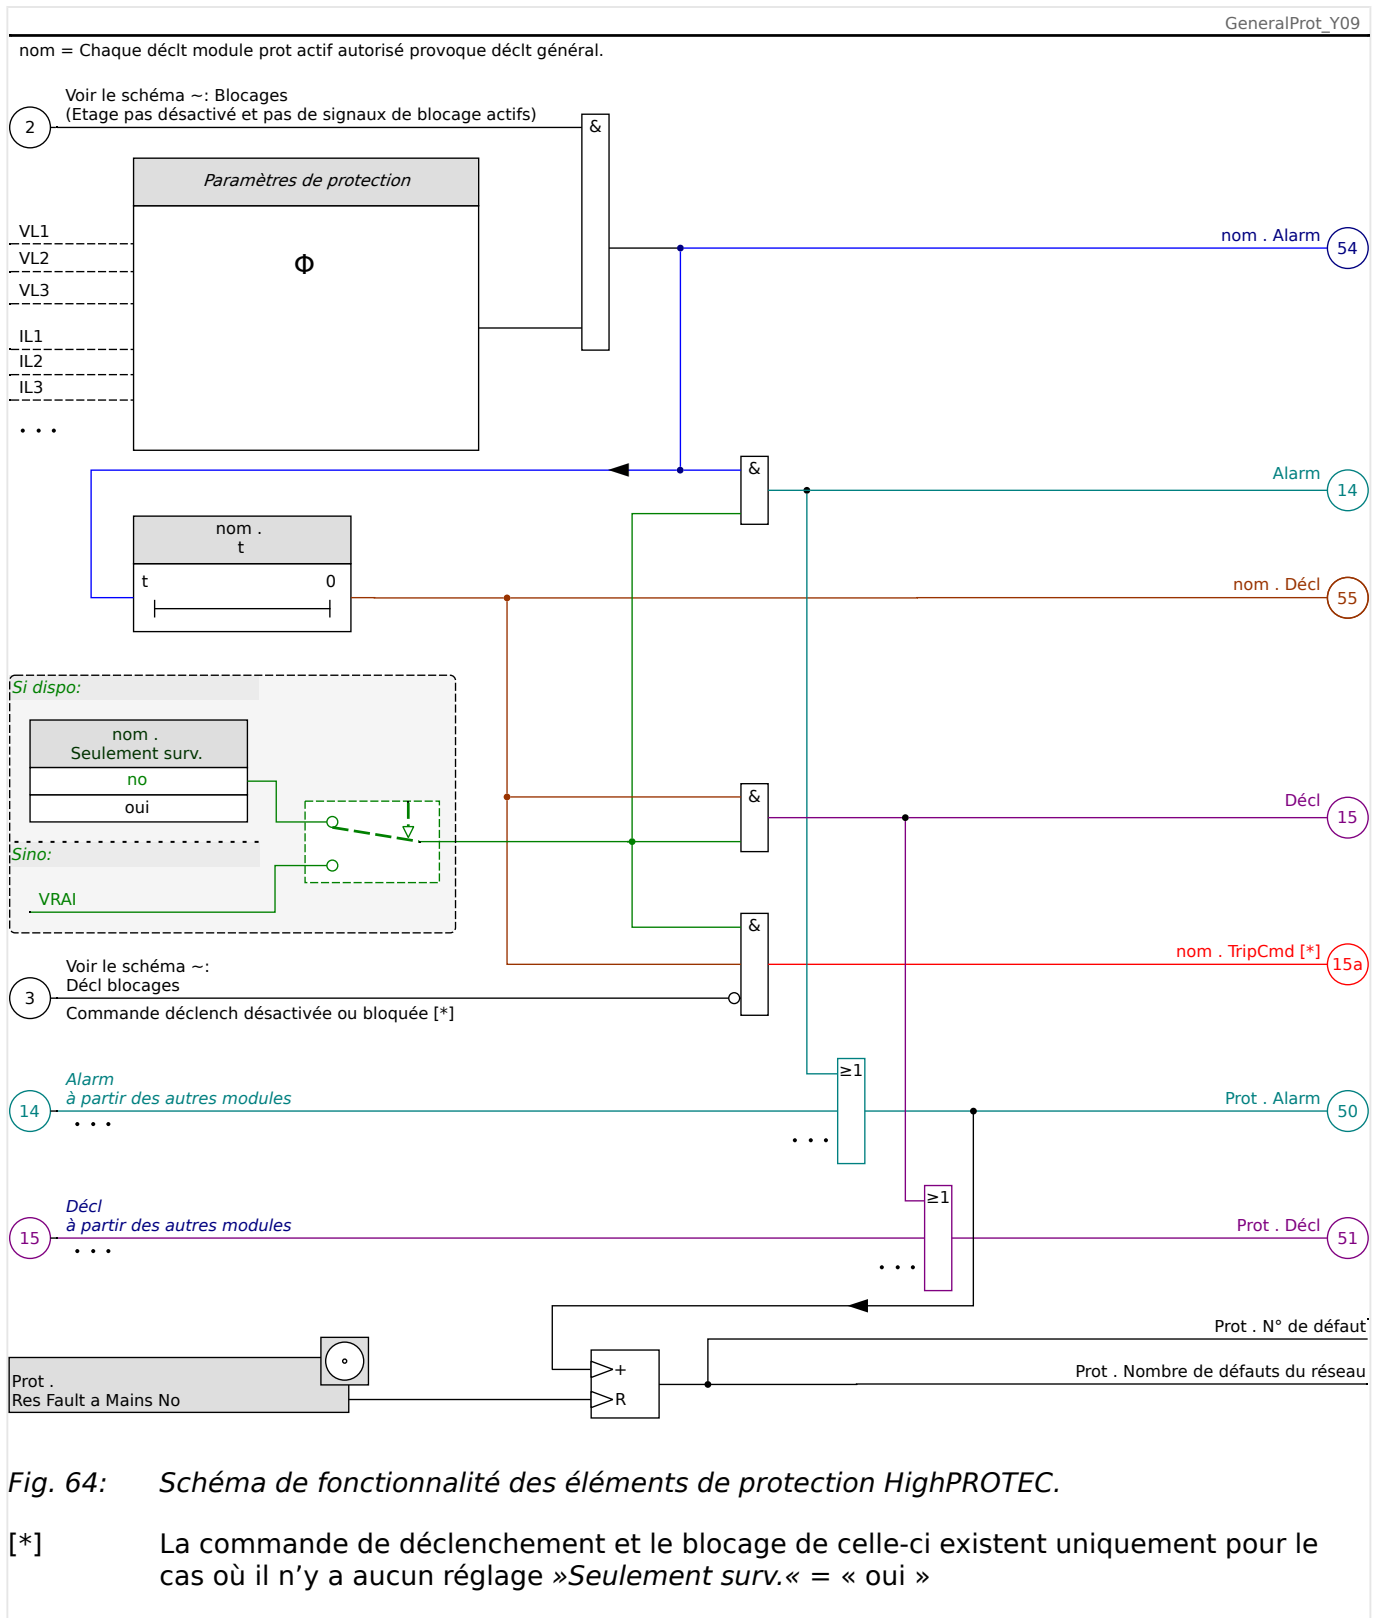 GeneralProt_Y09
nom = Chaque déclt module prot actif autorisé provoque déclt général.
Voir le schéma ~: Blocages
(Etage pas désactivé et pas de signaux de blocage actifs)
2
&
Paramètres de protection
Φ
VL1
VL2
VL3
IL1
IL2
IL3
. . .
nom . Alarm
54
&
Alarm
14
nom .
t
t 0
nom . Décl
55
Si dispo:
nom .
Seulement surv.
no
oui
Sino:
VRAI
&
Décl
15
&
nom . TripCmd [*]
15a
Voir le schéma ~:
Décl blocages
3
Commande déclench désactivée ou bloquée [*]
≥1
Alarm
à partir des autres modules
14
. . .
. . .
Prot . Alarm
50
≥1
Décl
à partir des autres modules
15
. . .
. . .
Prot . Décl
51
Prot . N° de défaut
Prot . Nombre de défauts du réseau
+
R
Prot .
Res Fault a Mains No
Fig. 64: Schéma de fonctionnalité des éléments de protection HighPROTEC.
[*] La commande de déclenchement et le blocage de celle-ci existent uniquement pour le
cas où il n’y a aucun réglage »Seulement surv.« = « oui »